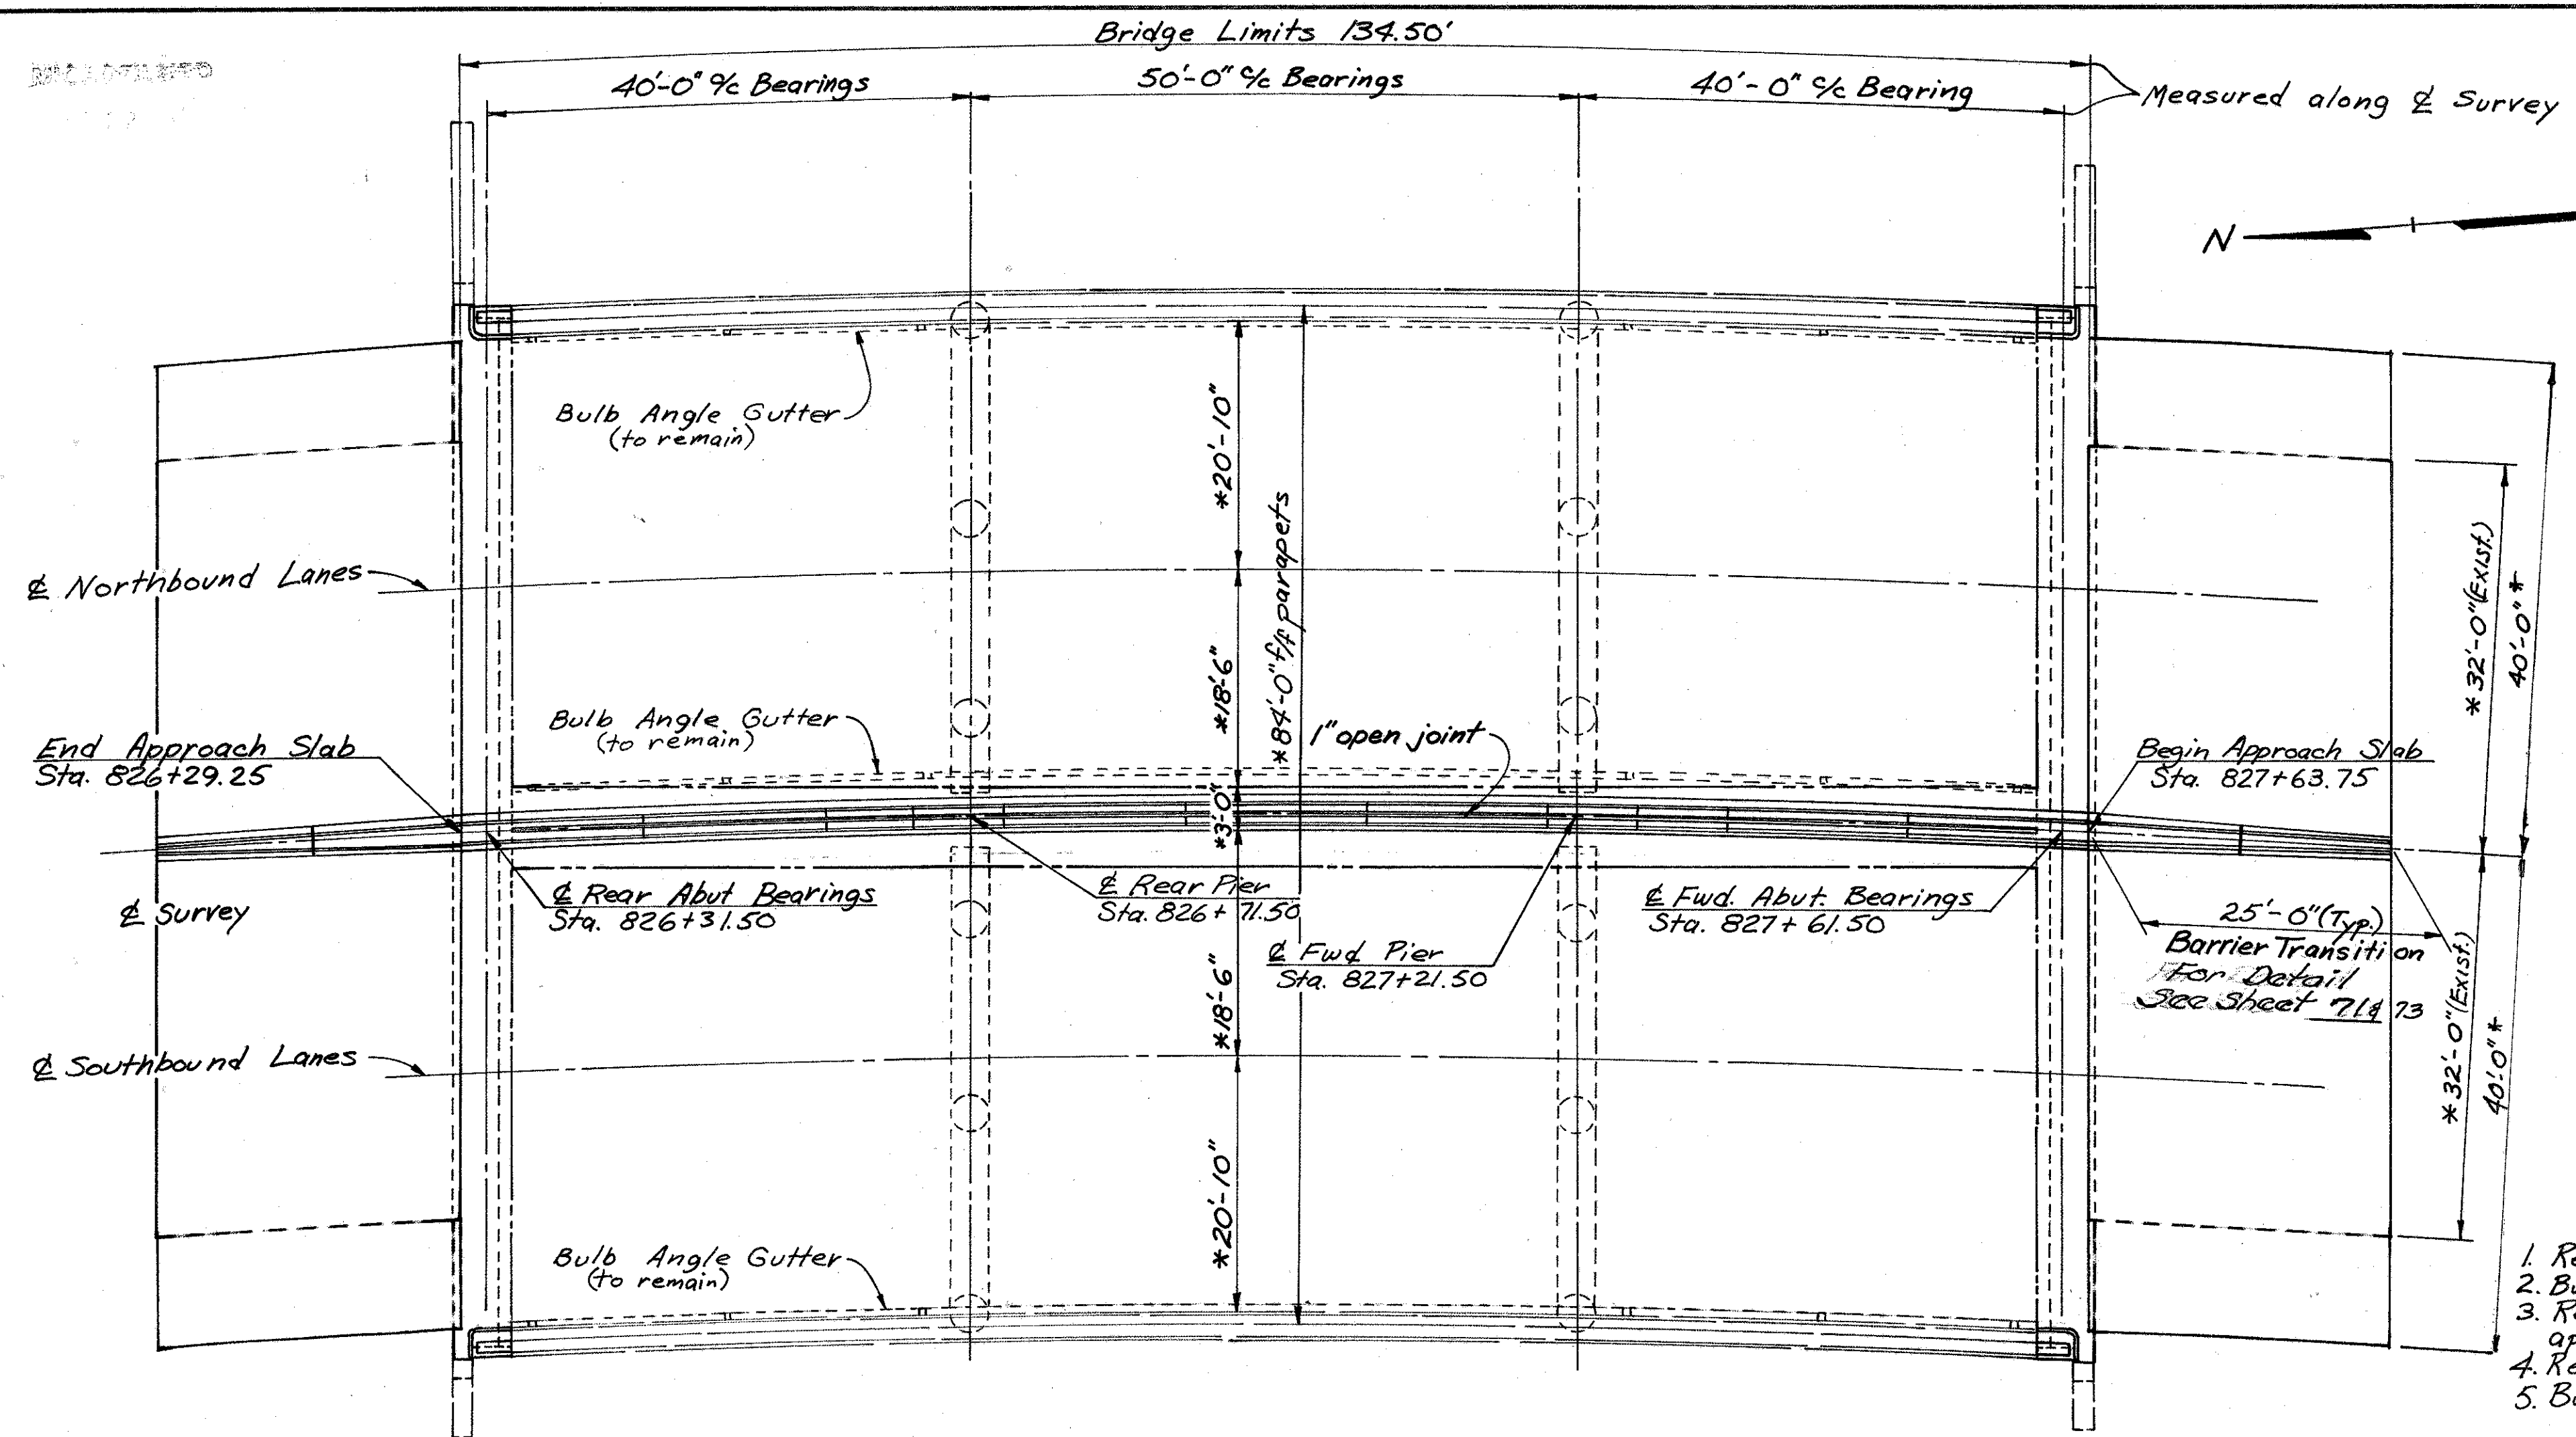 Bridge Limits 134.50'
40'-0" c/c Bearings
50'-0" c/c Bearings
40'-0" c/c Bearing
Measured along ℄ Survey
N
Bulb Angle Gutter
(to remain)
*20'-10"
*84'-0" f/f parapets
℄ Northbound Lanes
*32'-0" (Exist.)
40'-0" *
*18'-6"
Bulb Angle Gutter
(to remain)
1" open joint
End Approach Slab
Sta. 826+29.25
Begin Approach Slab
Sta. 827+63.75
*3'-0"
℄ Survey
℄ Rear Abut Bearings
Sta. 826+31.50
℄ Rear Pier
Sta. 826+71.50
℄ Fwd Pier
Sta. 827+21.50
℄ Fwd. Abut. Bearings
Sta. 827+61.50
25'-0" (Typ.)
Barrier Transition
For Detail
See Sheet 71& 73
*18'-6"
℄ Southbound Lanes
*32'-0" (Exist.)
40'-0" *
*20'-10"
Bulb Angle Gutter
(to remain)
1. Re
2. Bu
3. Re
ap
4. Re
5. Bu